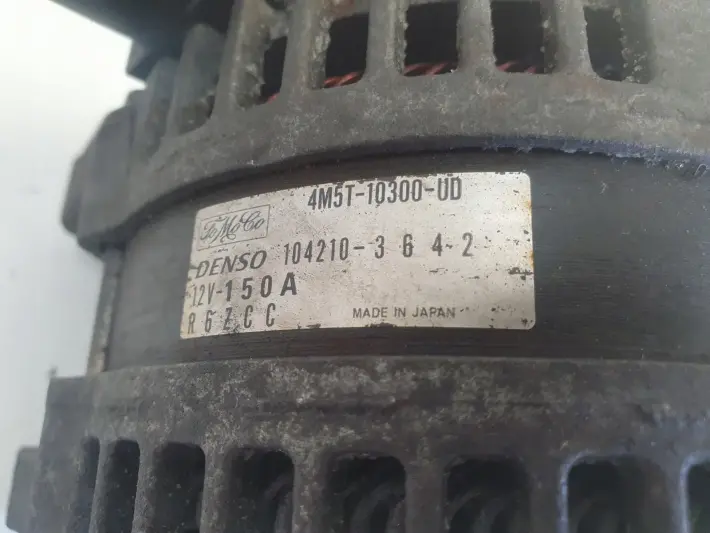 4M5T-10300-UD
FoMoCo
DENSO 104210-3642
12V-150A
R6ZCC
MADE IN JAPAN